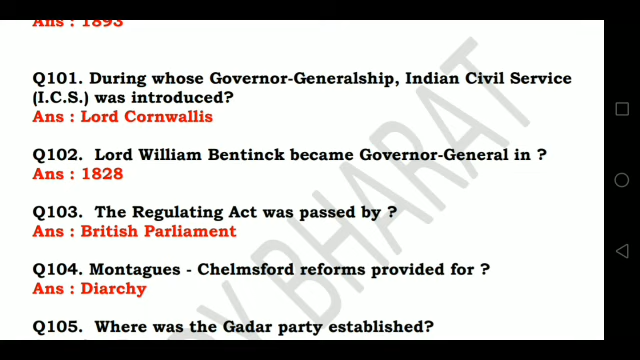 Ans : 1893
Q101. During whose Governor-Generalship, Indian Civil Service
(I.C.S.) was introduced?
Ans : Lord Cornwallis
Q102. Lord William Bentinck became Governor-General in ?
Ans : 1828
Q103. The Regulating Act was passed by ?
Ans : British Parliament
Q104. Montagues - Chelmsford reforms provided for ?
Ans : Diarchy
Q105. Where was the Gadar party established?
BHARAT